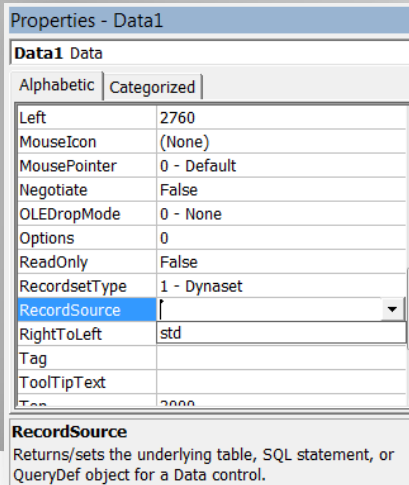 Properties - Data1
Data1 Data
Alphabetic Categorized
Left 2760
MouseIcon (None)
MousePointer 0 - Default
Negotiate False
OLEDropMode 0 - None
Options 0
ReadOnly False
RecordsetType 1 - Dynaset
RecordSource
RightToLeft std
Tag
ToolTipText
RecordSource
Returns/sets the underlying table, SQL statement, or
QueryDef object for a Data control.